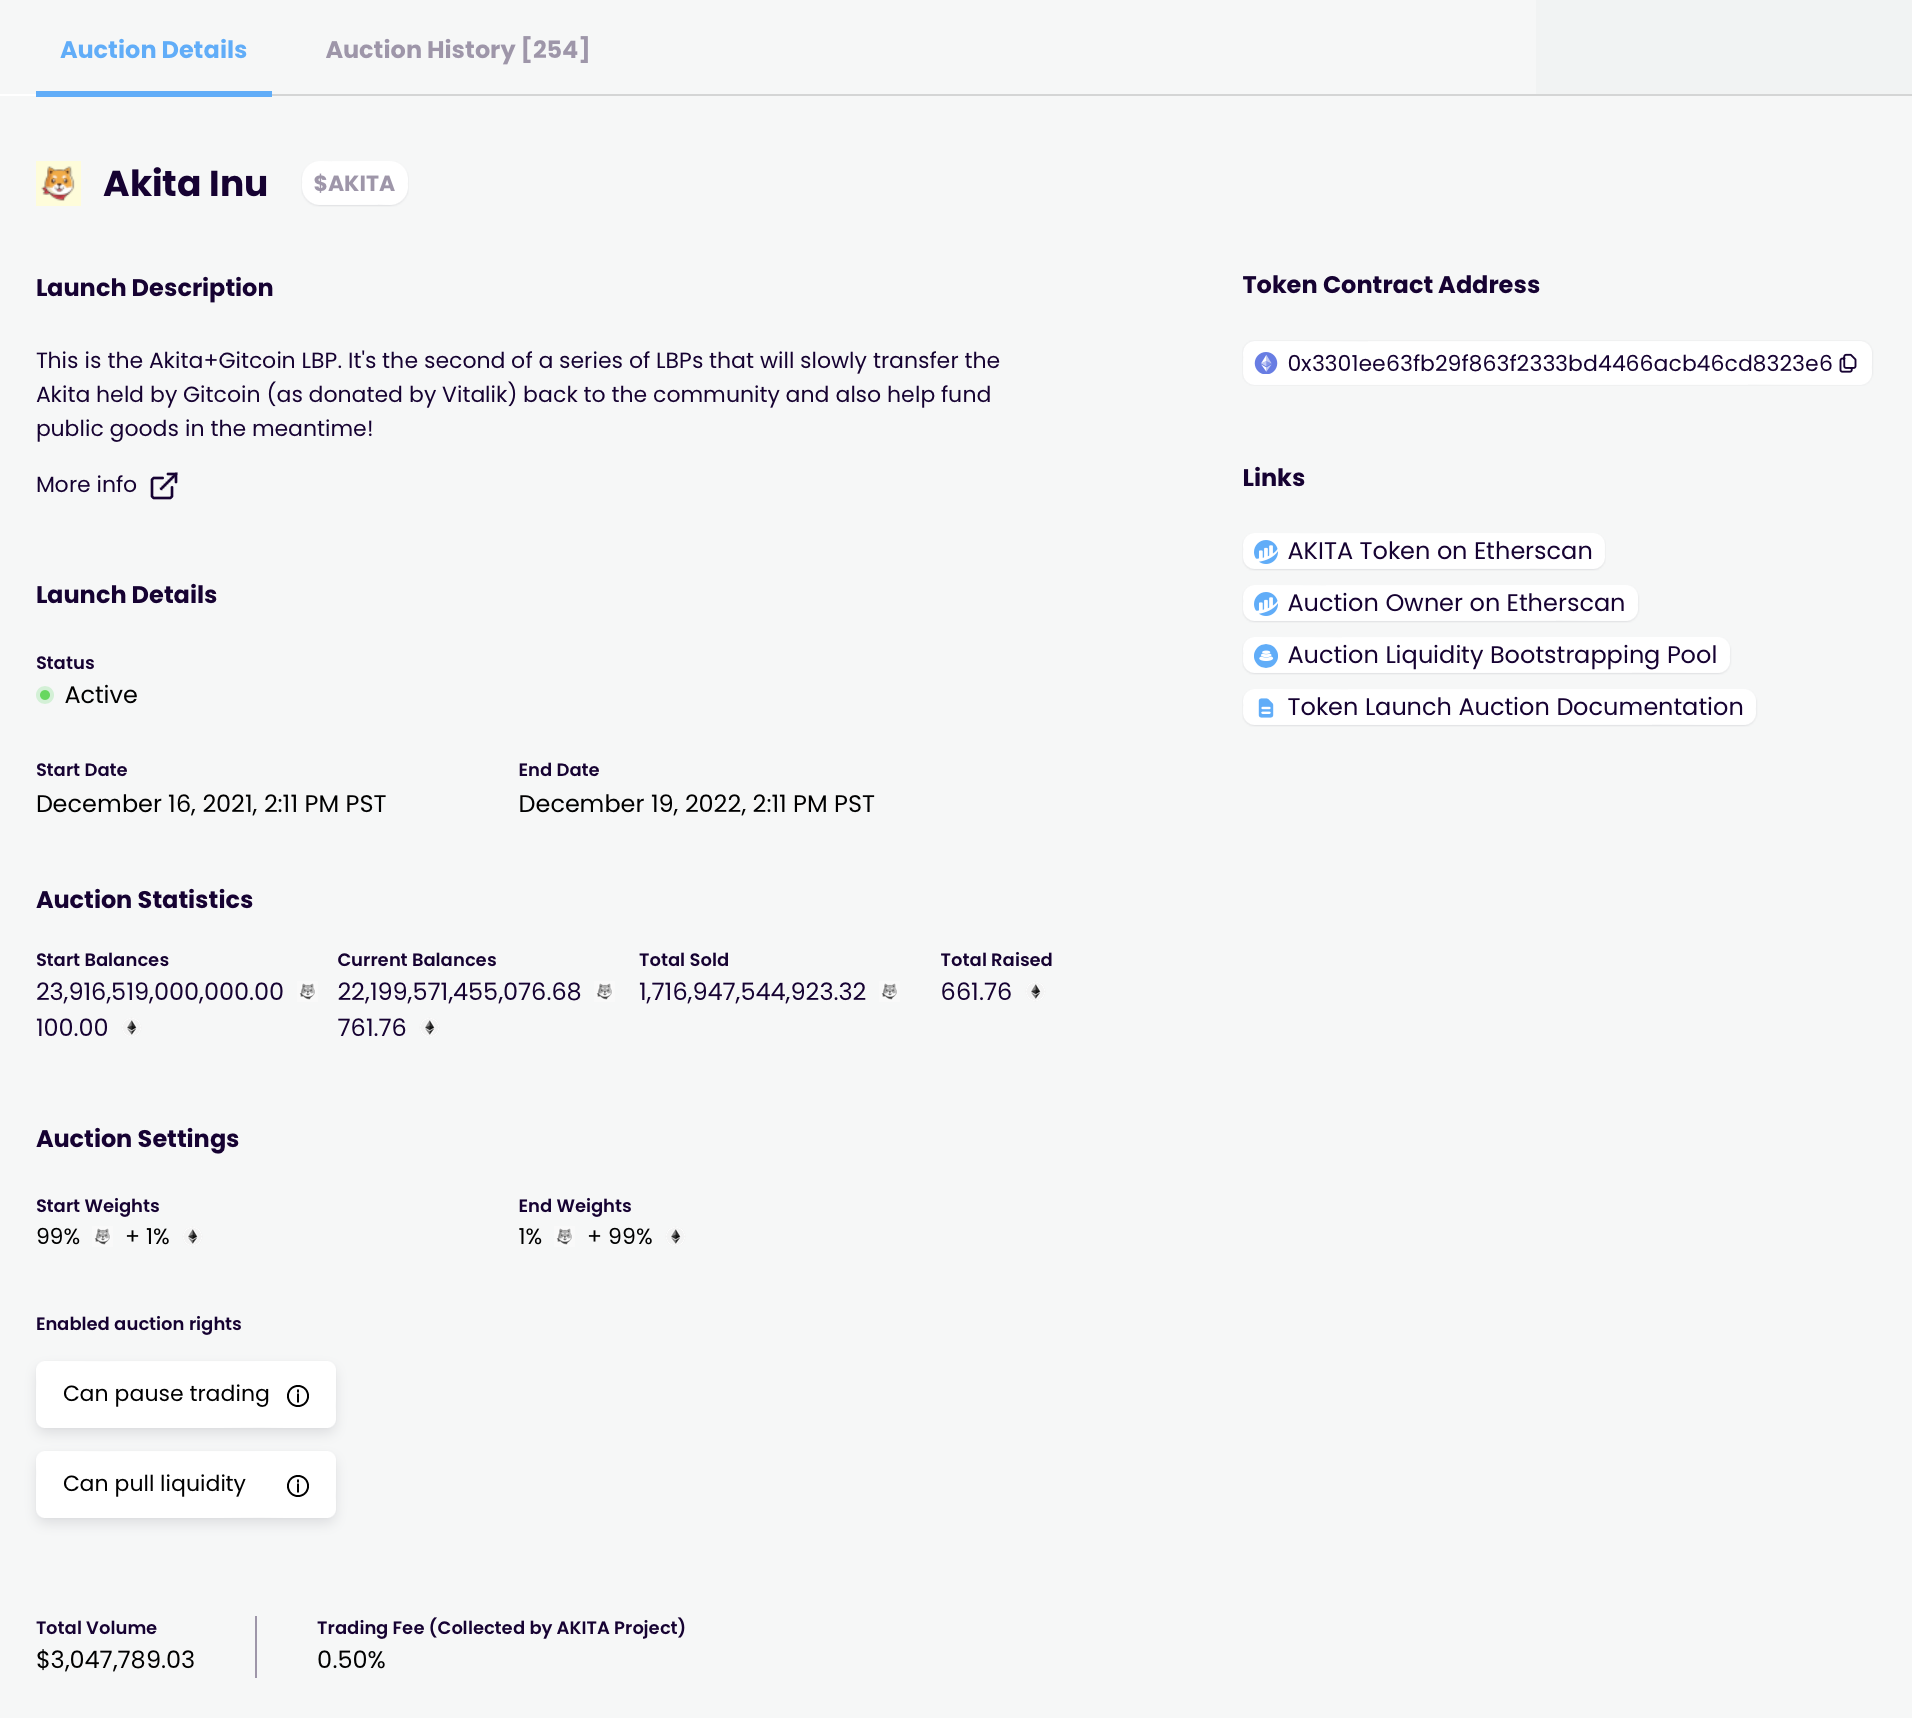 Auction Details
Auction History [254]
Akita Inu
$AKITA
Launch Description
This is the Akita+Gitcoin LBP. It's the second of a series of LBPs that will slowly transfer the
Akita held by Gitcoin (as donated by Vitalik) back to the community and also help fund
public goods in the meantime!
More info
Launch Details
Status
Active
Start Date
December 16, 2021, 2:11 PM PST
End Date
December 19, 2022, 2:11 PM PST
Auction Statistics
Start Balances
23,916,519,000,000.00
100.00
Current Balances
22,199,571,455,076.68
761.76
Total Sold
1,716,947,544,923.32
Total Raised
661.76
Auction Settings
Start Weights
99% + 1%
End Weights
1% + 99%
Enabled auction rights
Can pause trading
Can pull liquidity
Total Volume
$3,047,789.03
Trading Fee (Collected by AKITA Project)
0.50%
Token Contract Address
0x3301ee63fb29f863f2333bd4466acb46cd8323e6
Links
AKITA Token on Etherscan
Auction Owner on Etherscan
Auction Liquidity Bootstrapping Pool
Token Launch Auction Documentation